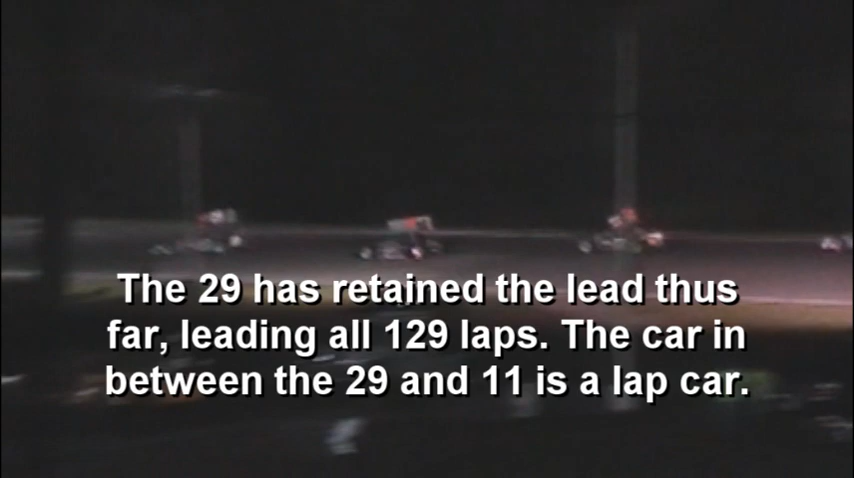 The 29 has retained the lead thus
far, leading all 129 laps. The car in
between the 29 and 11 is a lap car.